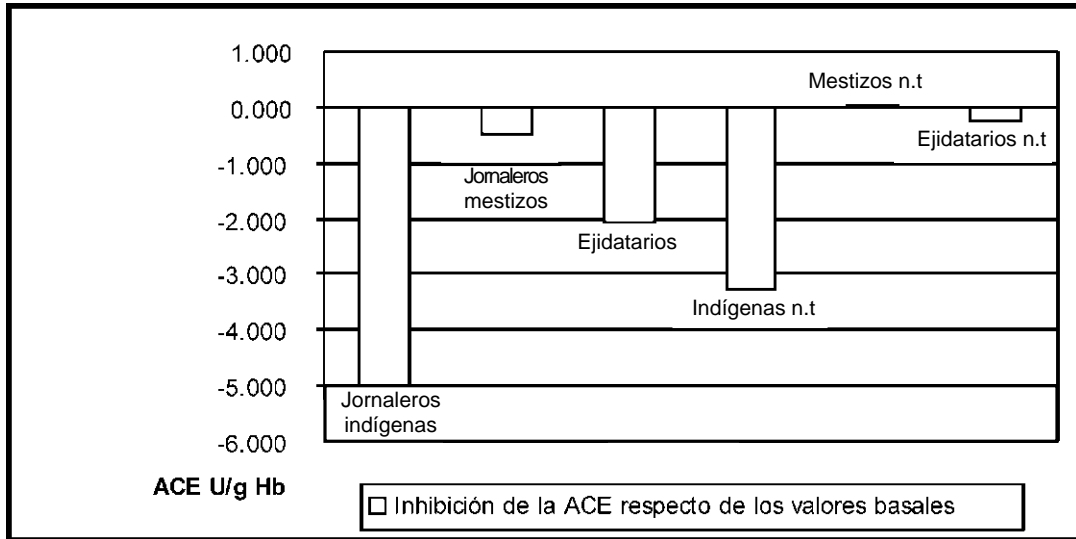 1.000
Mestizos n.t
0.000
Ejidatarios n.t
-1.000
Jornaleros
mestizos
-2.000
Ejidatarios
-3.000
Indígenas n.t
-4.000
-5.000
Jornaleros
indígenas
-6.000
ACE U/g Hb
Inhibición de la ACE respecto de los valores basales